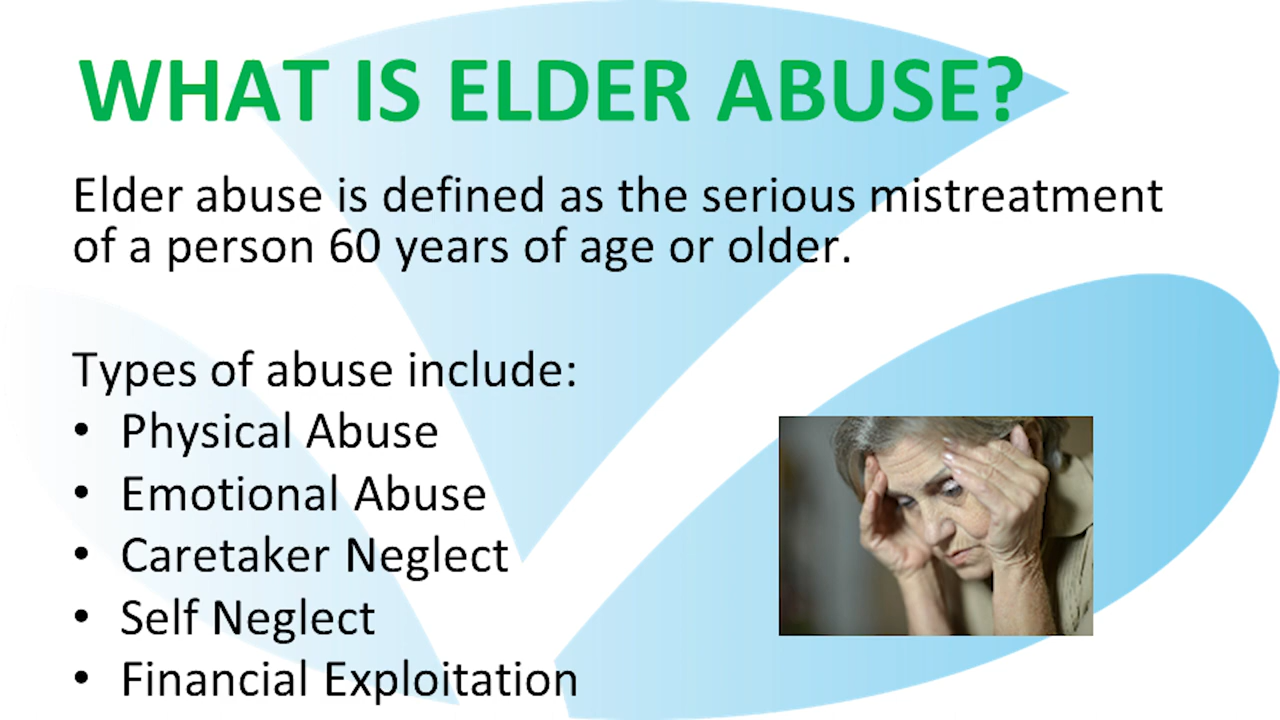 WHAT IS ELDER ABUSE?
Elder abuse is defined as the serious mistreatment
of a person 60 years of age or older.
Types of abuse include:
• Physical Abuse
• Emotional Abuse
• Caretaker Neglect
• Self Neglect
• Financial Exploitation